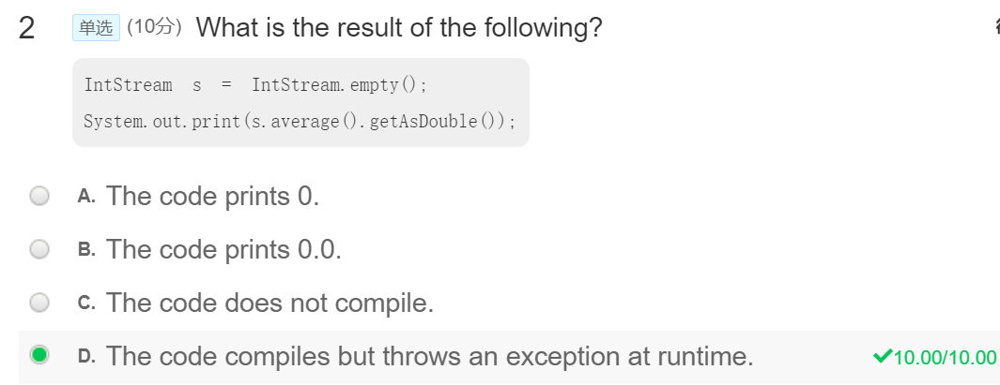 2 单选 (10分) What is the result of the following?
IntStream s = IntStream.empty();
System.out.print(s.average().getAsDouble());
A. The code prints 0.
B. The code prints 0.0.
C. The code does not compile.
D. The code compiles but throws an exception at runtime. 10.00/10.00